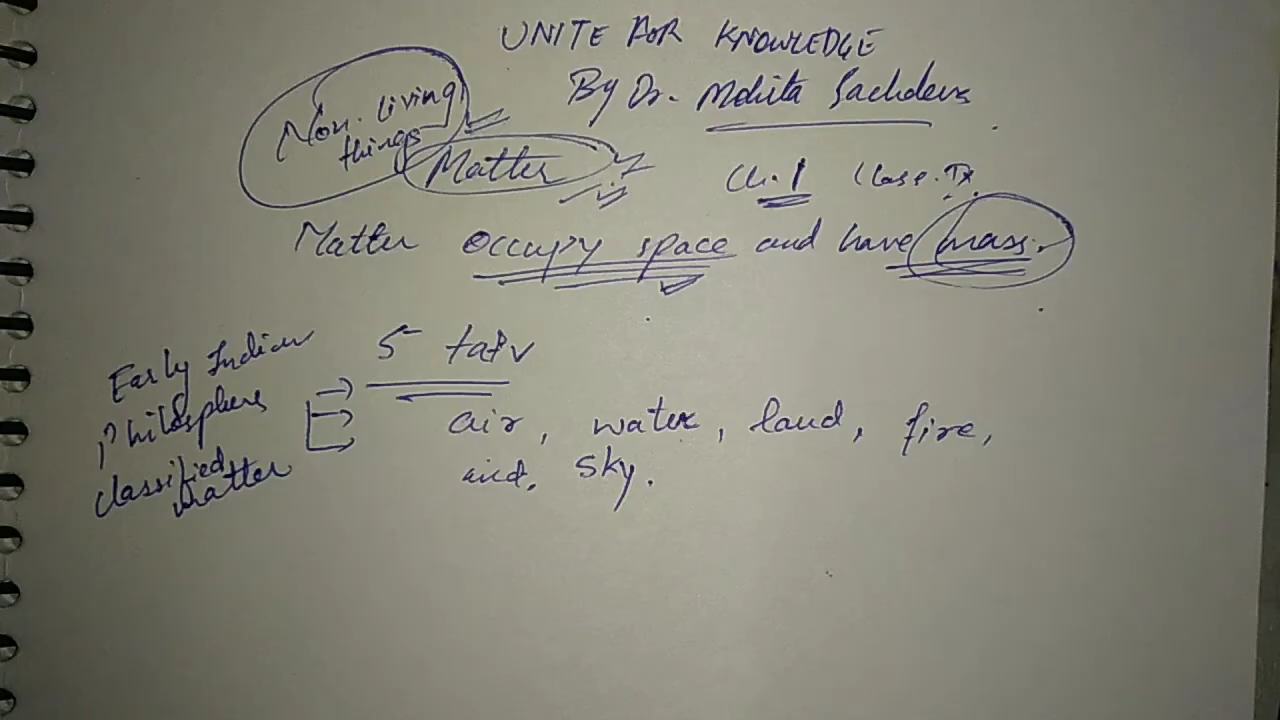 UNITE FOR KNOWLEDGE
By Dr. Mohita Sachdeva
Non-living
things
Matter
Ch. 1 Class. IX
Matter occupy space and have mass.
Early Indian
Philosphers
classified
matter
5 tatv
air, water, land, fire,
and, sky.